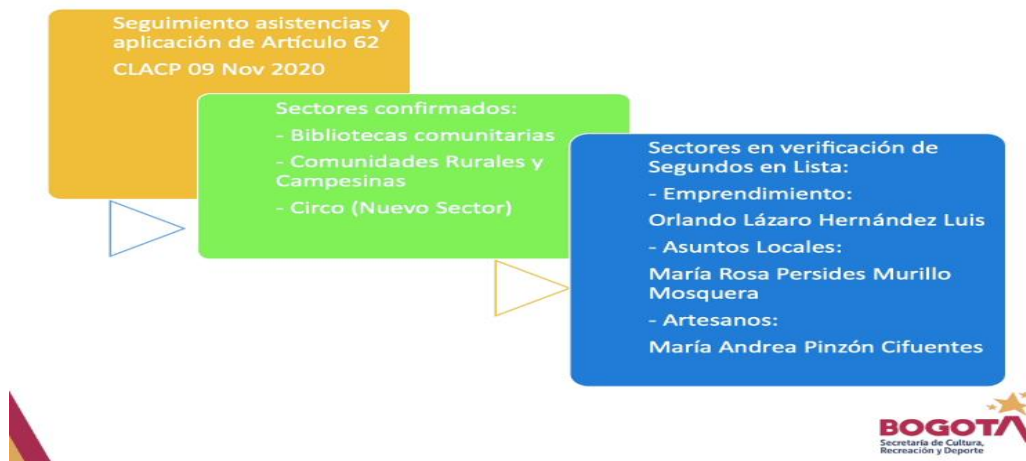 Seguimiento asistencias y
aplicación de Artículo 62
CLACP 09 Nov 2020
Sectores confirmados:
- Bibliotecas comunitarias
- Comunidades Rurales y
Campesinas
- Circo (Nuevo Sector)
Sectores en verificación de
Segundos en Lista:
- Emprendimiento:
Orlando Lázaro Hernández Luis
- Asuntos Locales:
María Rosa Persides Murillo
Mosquera
- Artesanos:
María Andrea Pinzón Cifuentes
BOGOTA
Secretaría de Cultura,
Recreación y Deporte